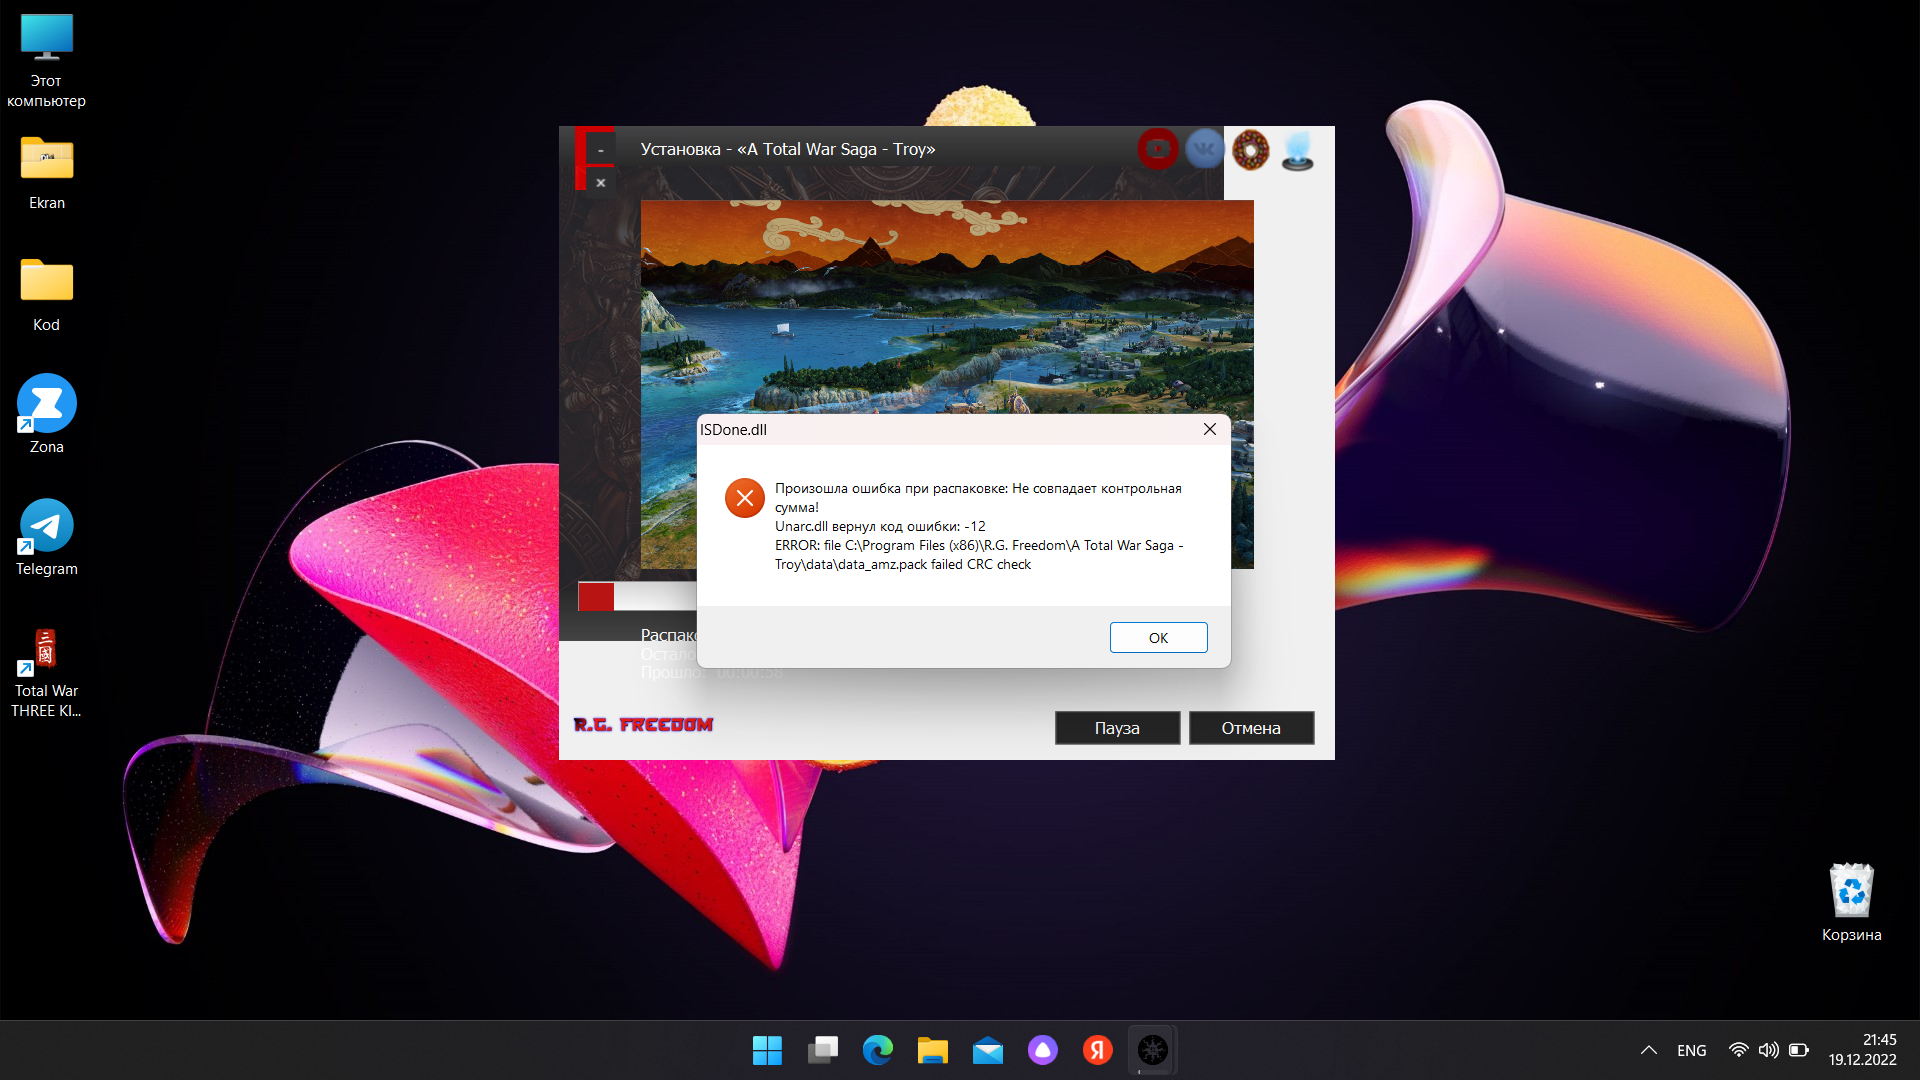 Этот
компьютер
Ekran
Kod
Zona
Telegram
Total War
THREE KI...
-
Установка - «A Total War Saga - Troy»
x
ISDone.dll
Произошла ошибка при распаковке: Не совпадает контрольная
сумма!
Unarc.dll вернул код ошибки: -12
ERROR: file C:\Program Files (x86)\R.G. Freedom\A Total War Saga -
Troy\data\data_amz.pack failed CRC check
OK
Распак
Остало
Прошло: 00:00:58
R.G. FREEDOM
Пауза
Отмена
Корзина
ENG
21:45
19.12.2022
三
國
Я